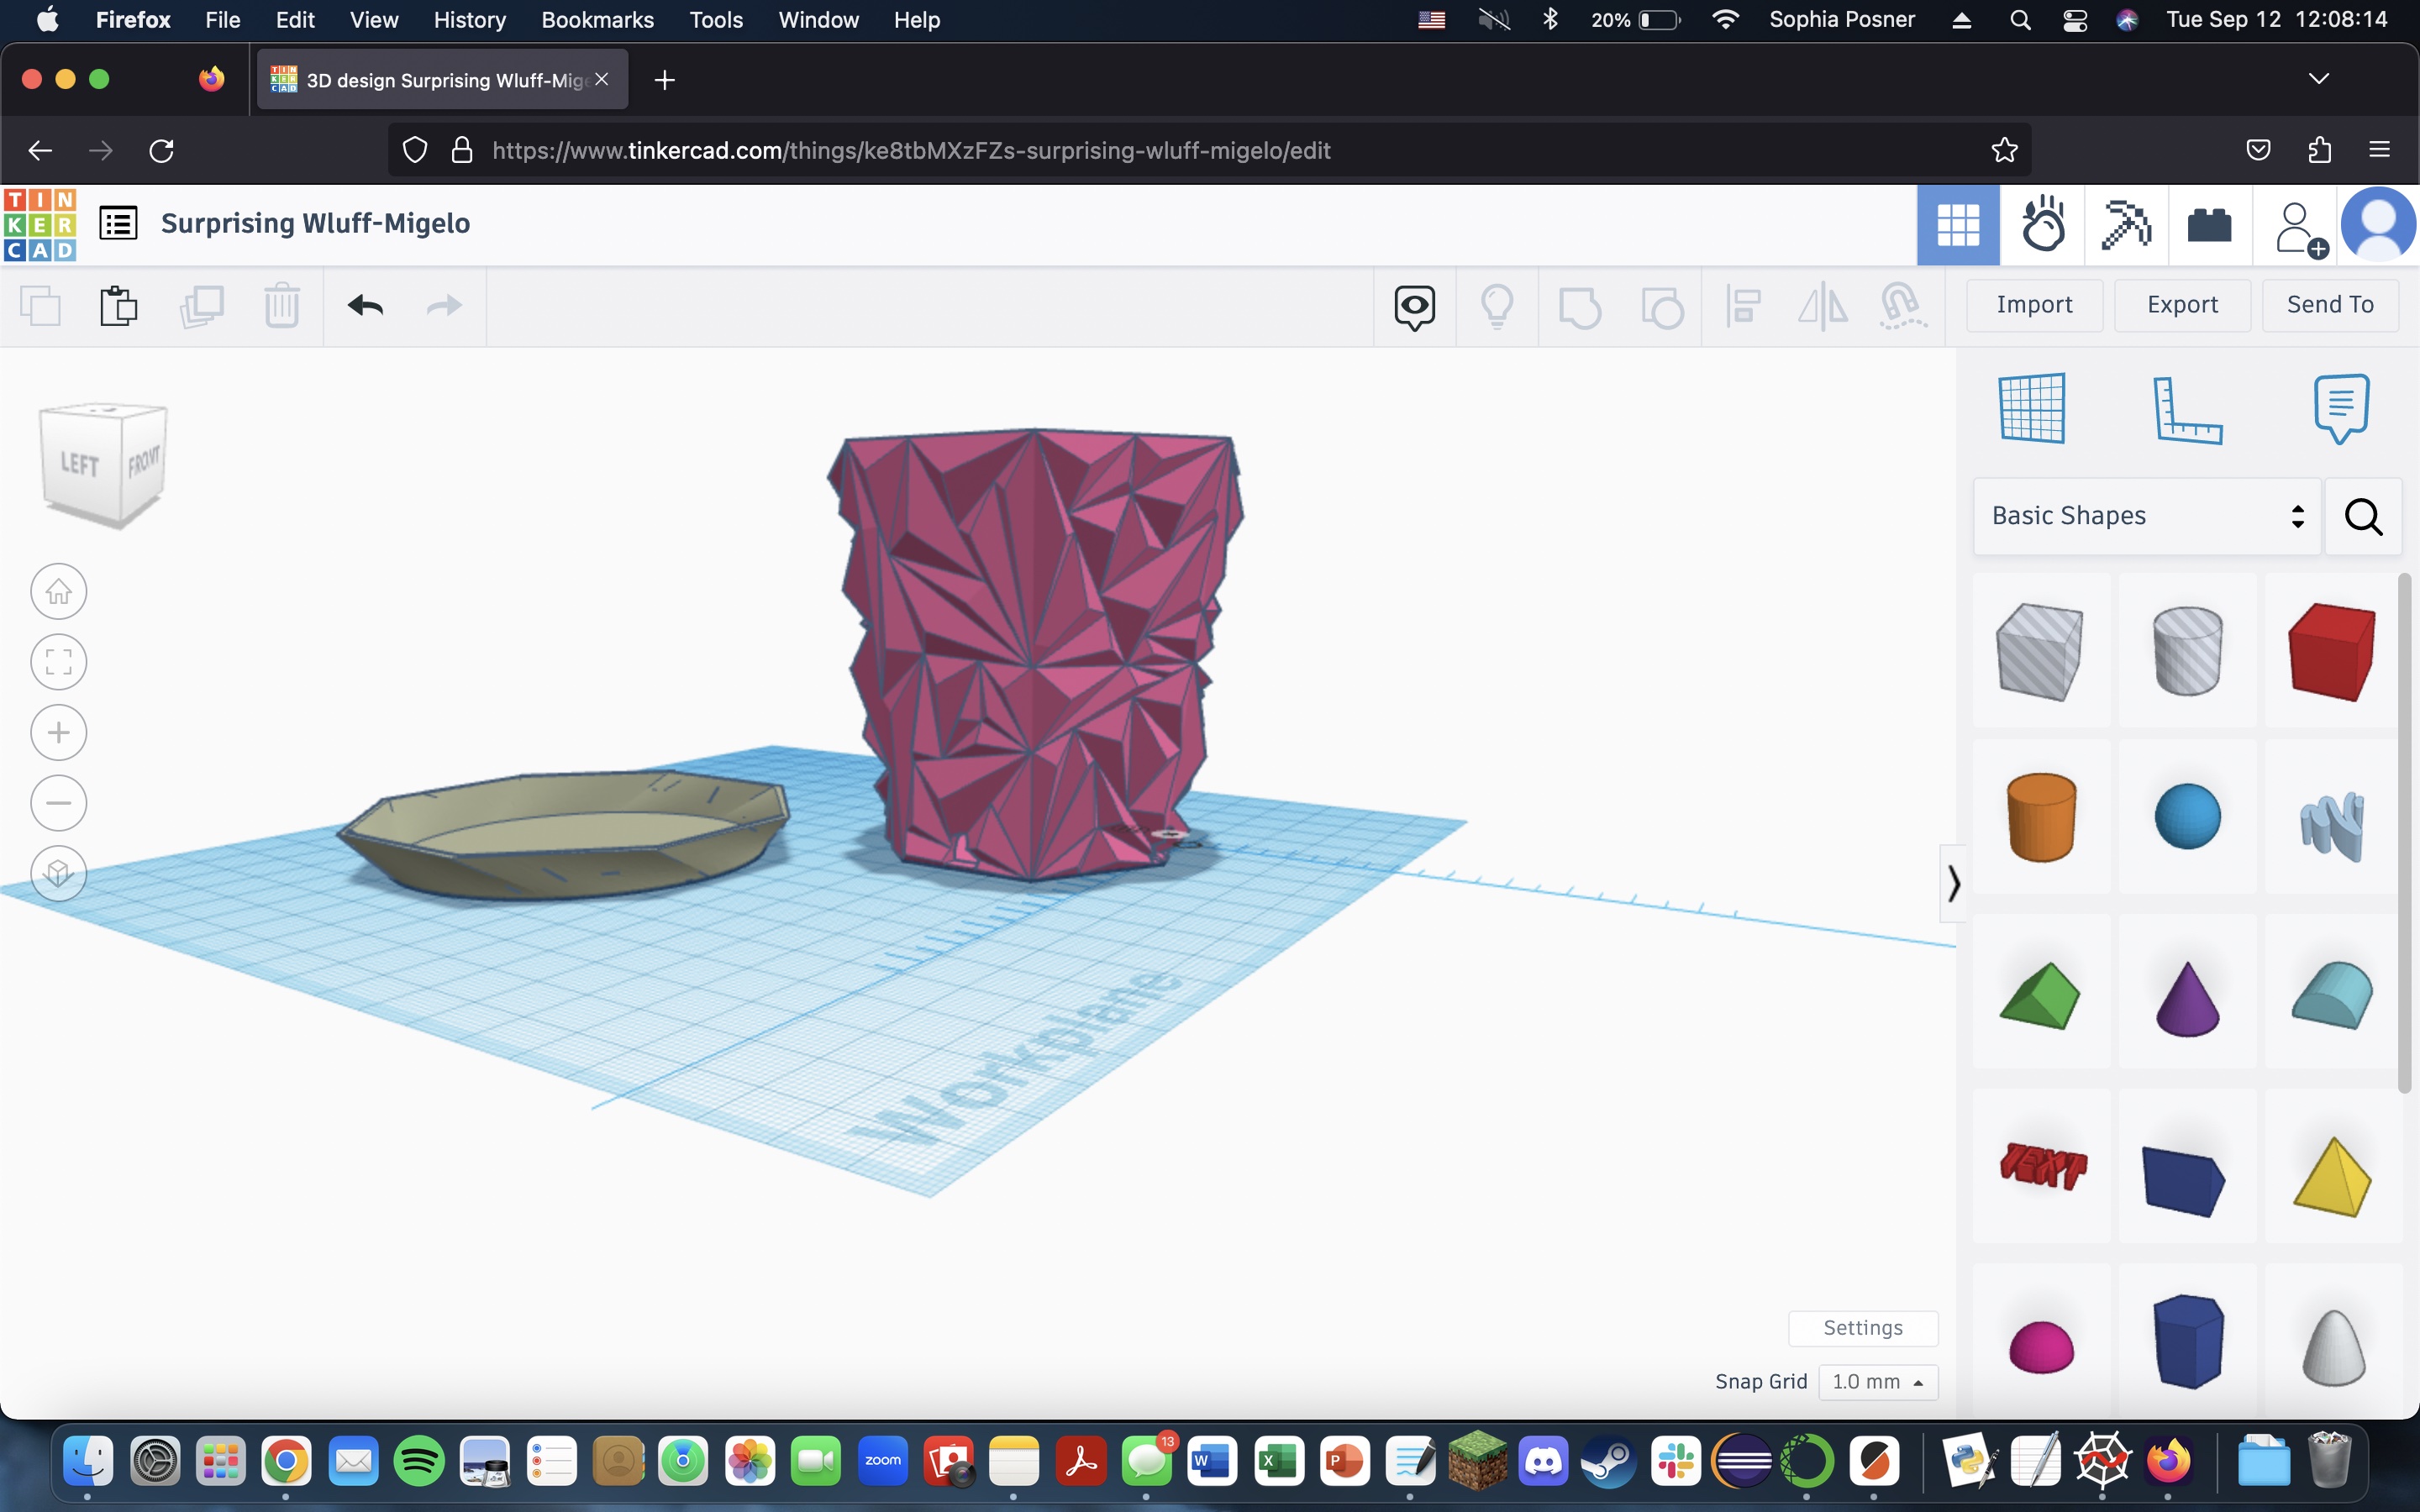 Firefox File Edit View History Bookmarks Tools Window Help 20% Sophia Posner Tue Sep 12 12:08:14
3D design Surprising Wluff-Mige
https://www.tinkercad.com/things/ke8tbMXzFZs-surprising-wluff-migelo/edit
TIN
KER
CAD
Surprising Wluff-Migelo
Import Export Send To
LEFT FRONT
Basic Shapes
TEXT
Workplane
Settings
Snap Grid 1.0 mm
zoom
13
W
X
P